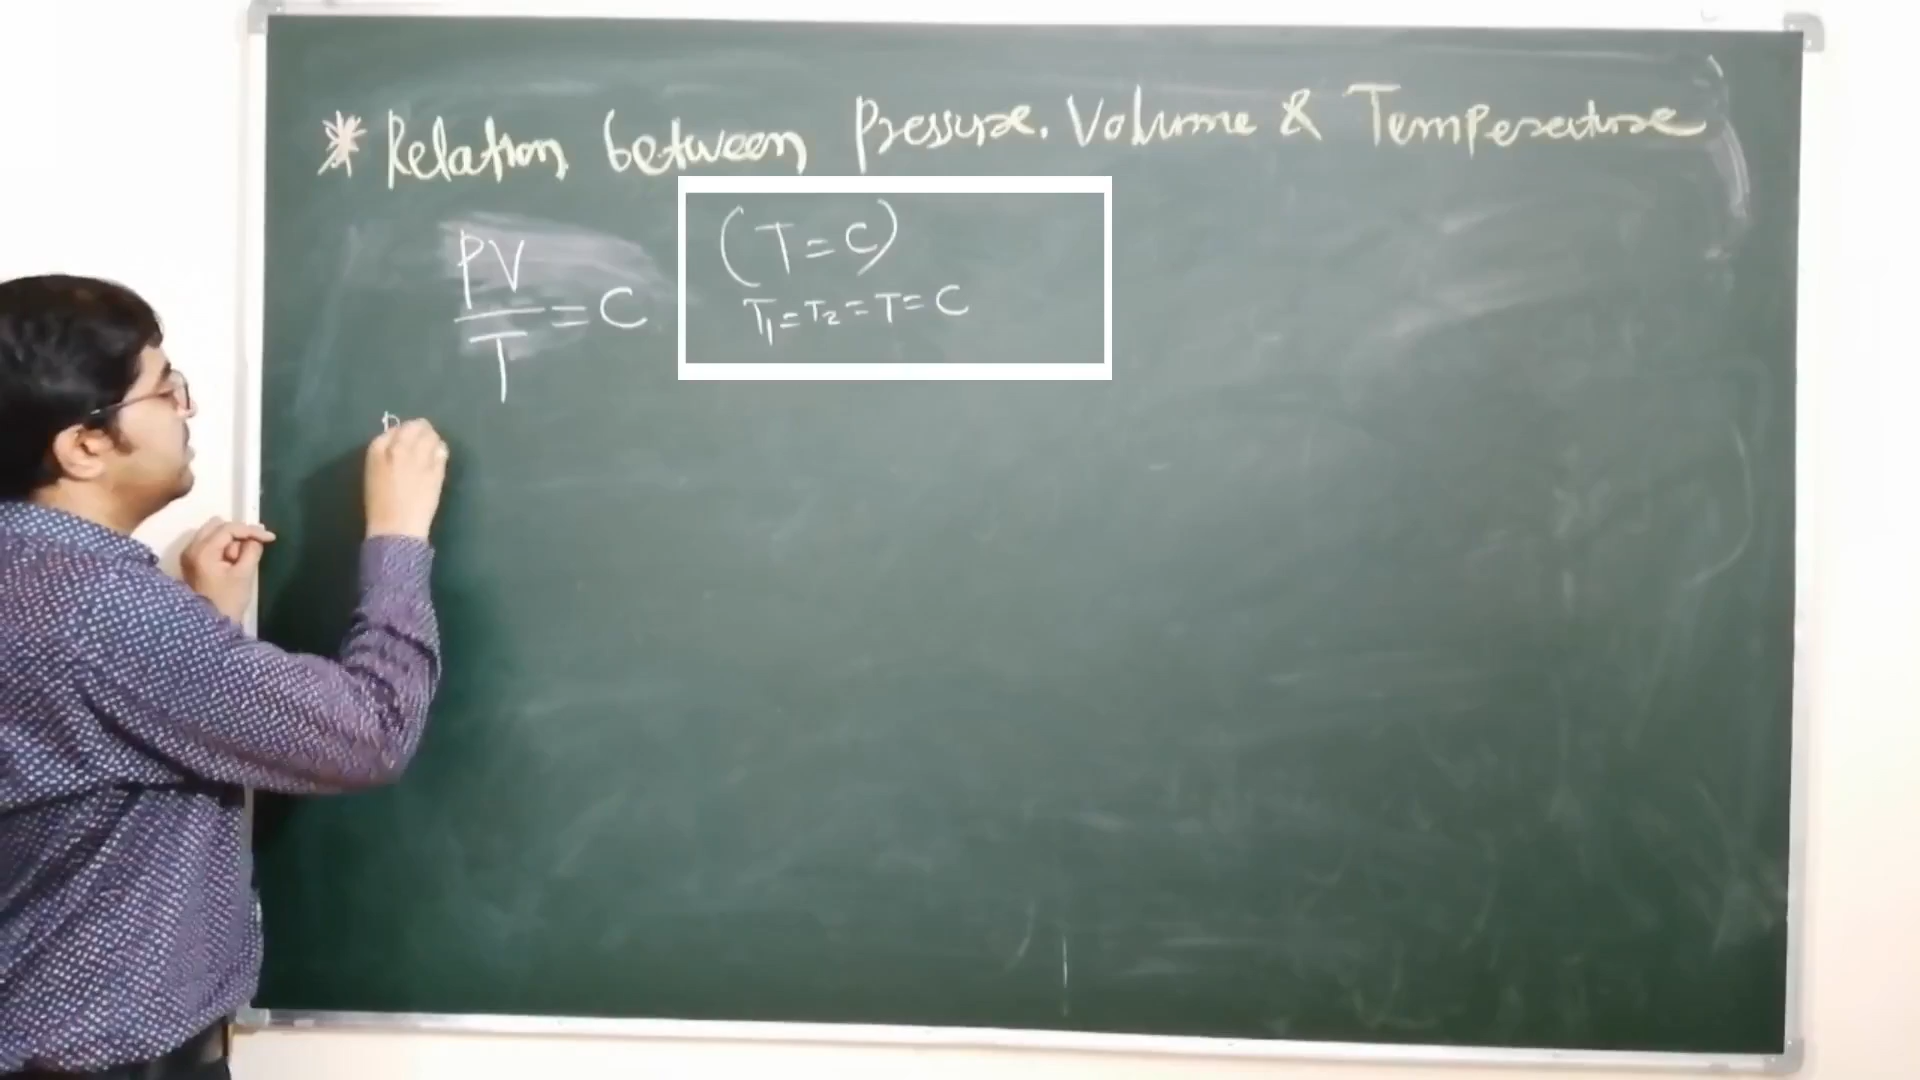 * Relation between Pressure. Volume & Temperature
PV/T = C
(T = C)
T₁ = T₂ = T = C
P